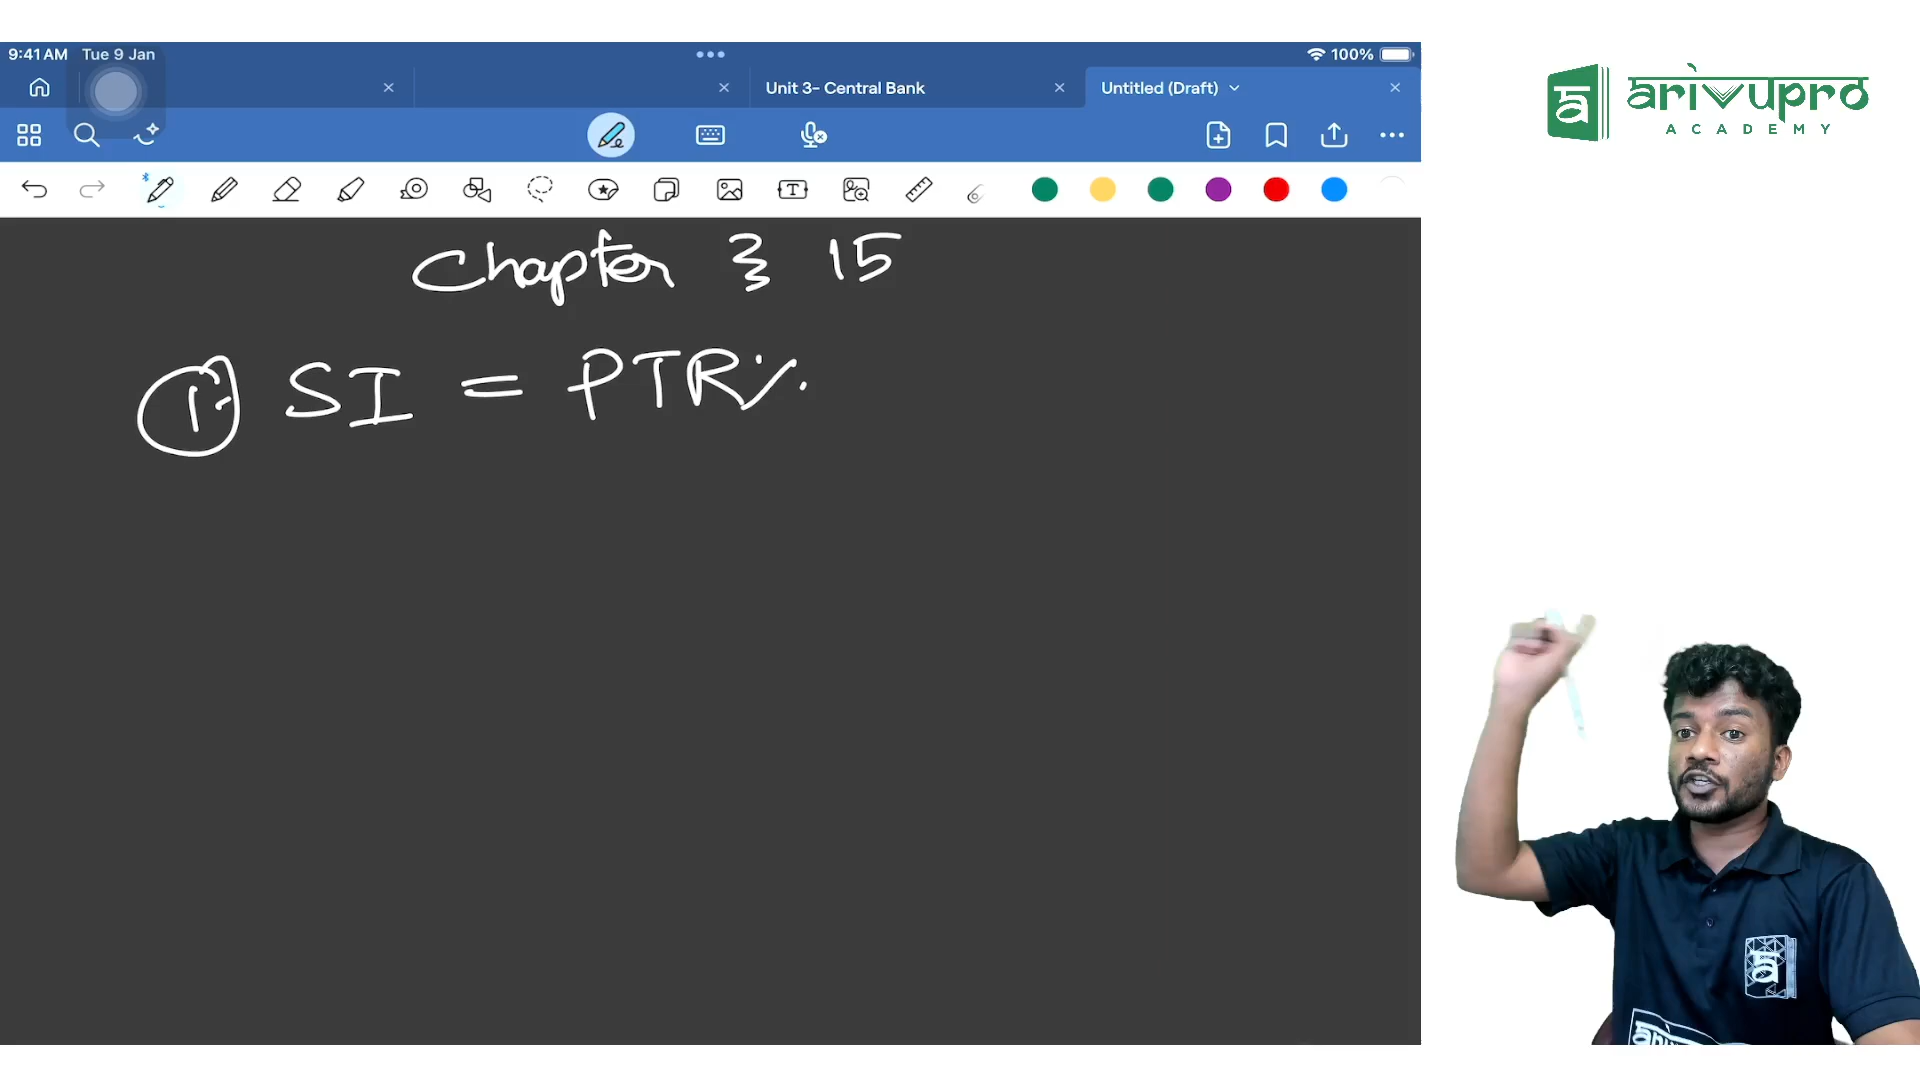 9:41 AM Tue 9 Jan
100%
Unit 3- Central Bank
Untitled (Draft)
T
arivupro
ACADEMY
Chapter 3 15
1 SI = PTR%